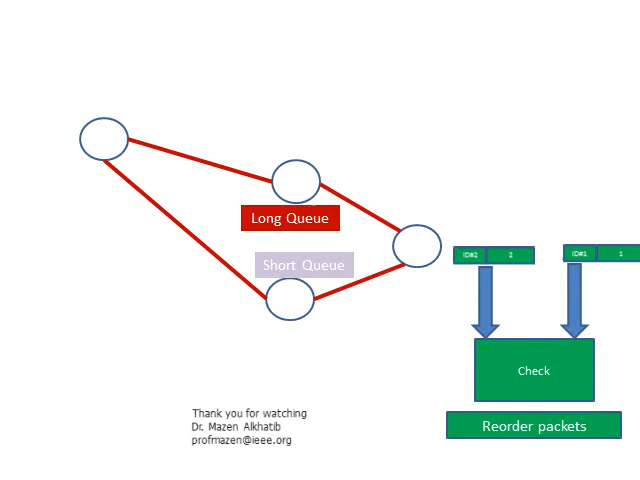 Long Queue
Short Queue
ID#2 2
ID#1 1
Check
Reorder packets
Thank you for watching
Dr. Mazen Alkhatib
profmazen@ieee.org